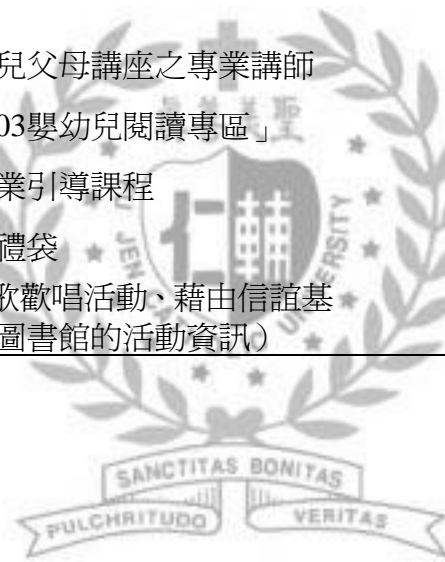 兒父母講座之專業講師
03嬰幼兒閱讀專區」
業引導課程
禮袋
歌歡唱活動、藉由信誼基
圖書館的活動資訊）
SANCTITAS BONITAS
PULCHRITUDO VERITAS